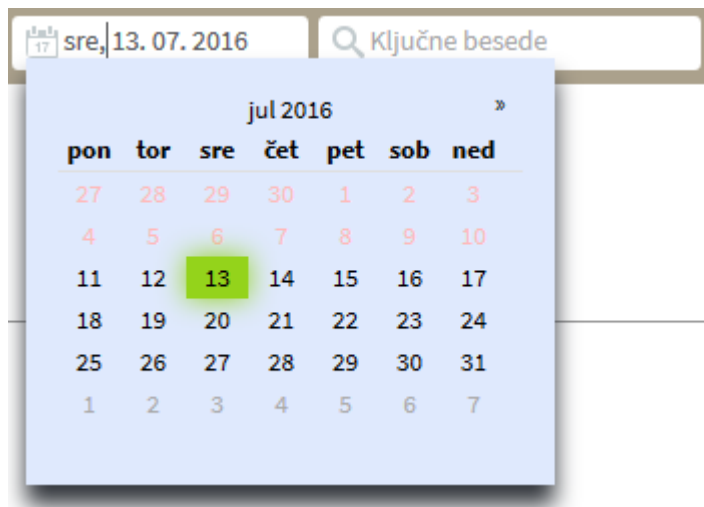 17 sre, 13. 07. 2016 Ključne besede
jul 2016 »
pon tor sre čet pet sob ned
27 28 29 30 1 2 3
4 5 6 7 8 9 10
11 12 13 14 15 16 17
18 19 20 21 22 23 24
25 26 27 28 29 30 31
1 2 3 4 5 6 7